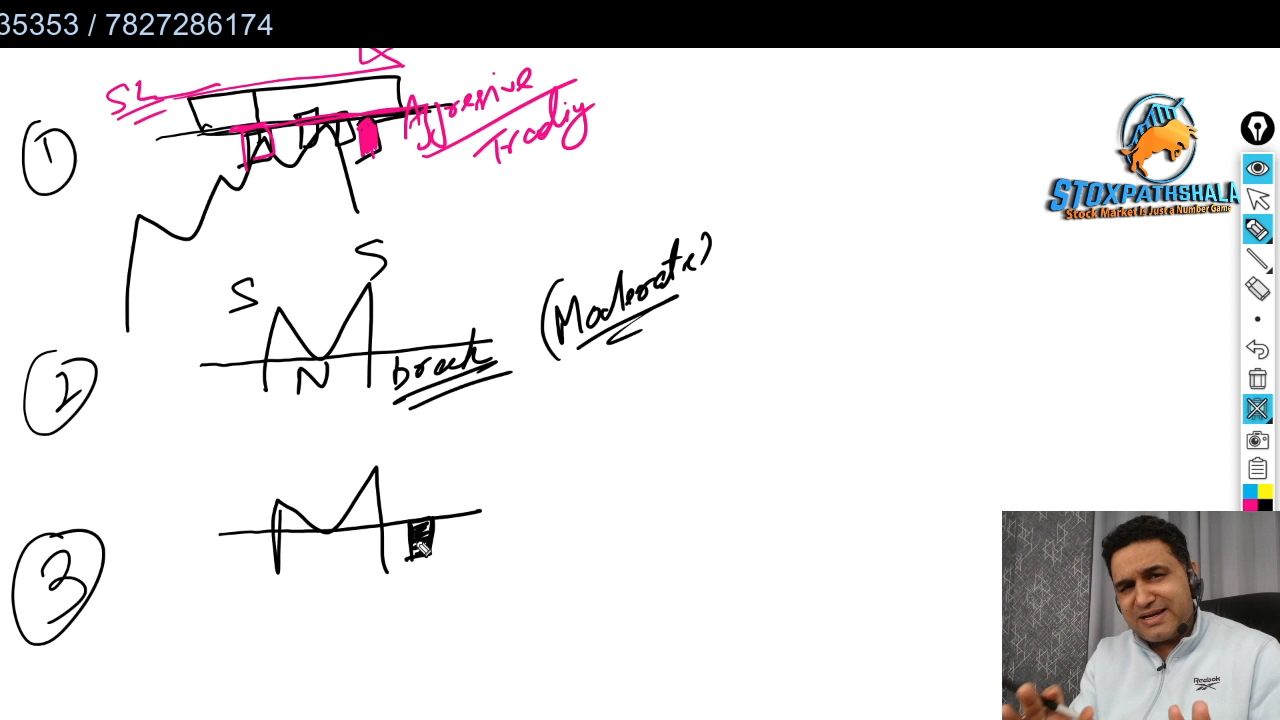 35353 / 7827286174
SL
Aggressive
Trading
1
STOXPATHSHALA
Stock Market is Just a Number Game
S
S
(Moderate)
2
N
break
3
Reebok